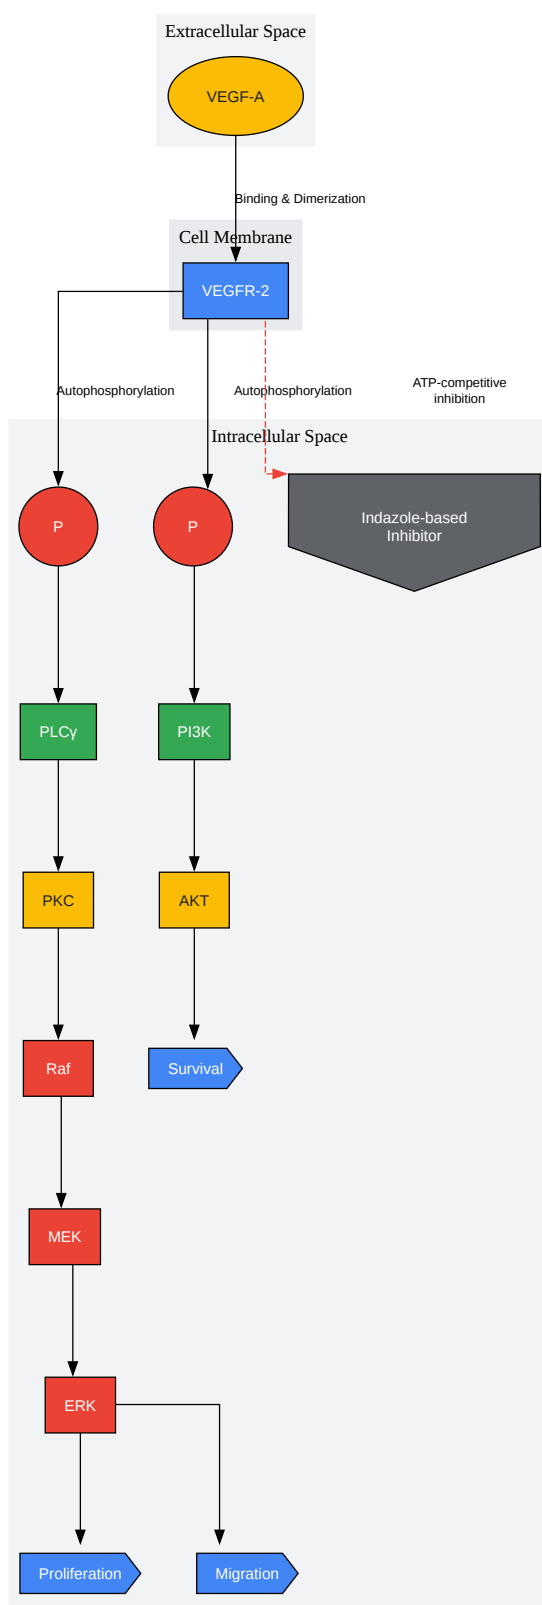 Extracellular Space
VEGF-A
Binding & Dimerization
Cell Membrane
VEGFR-2
Autophosphorylation
Autophosphorylation
ATP-competitive
inhibition
Intracellular Space
P
P
Indazole-based
Inhibitor
PLCγ
PI3K
PKC
AKT
Raf
Survival
MEK
ERK
Proliferation
Migration